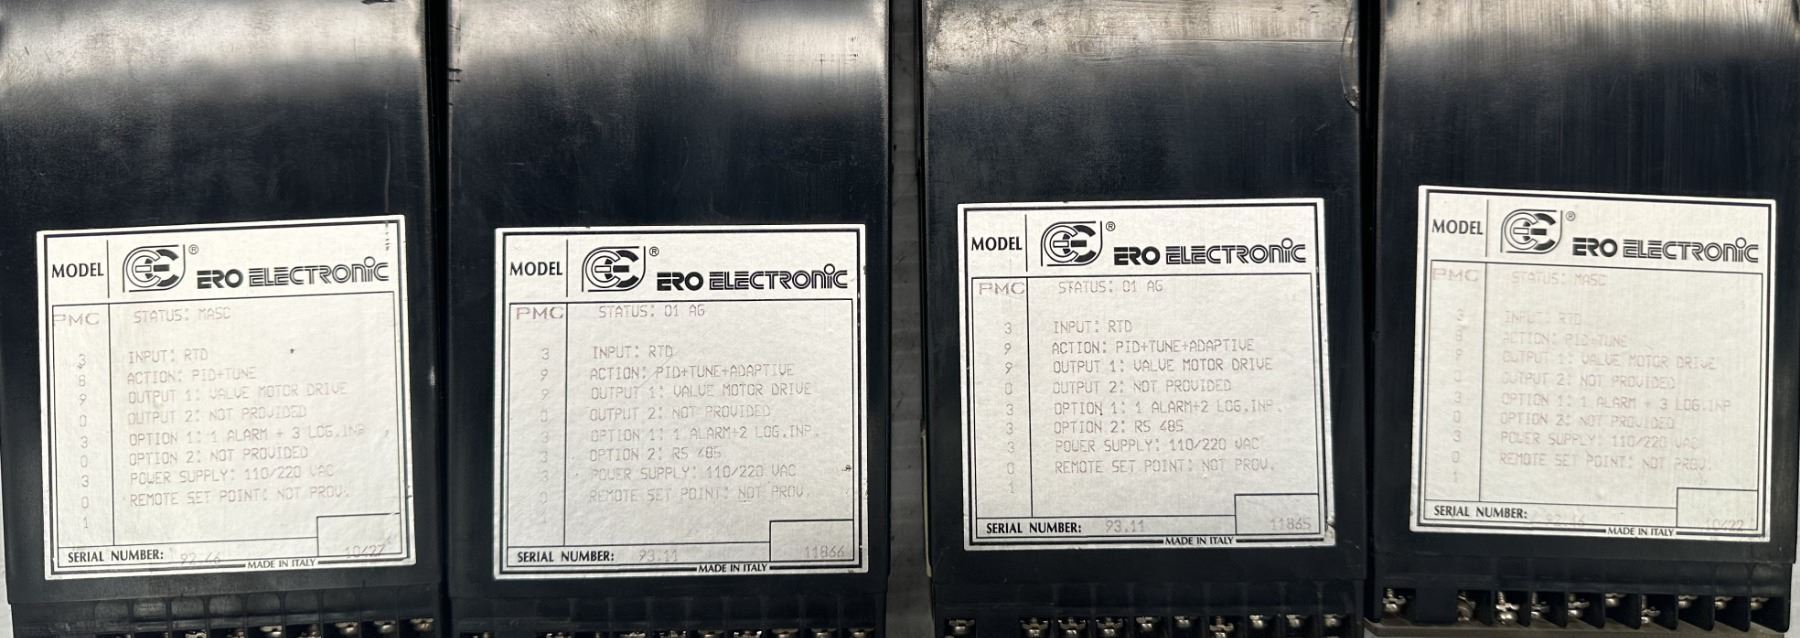 MODEL
® ERO ELECTRONIC
PMC
STATUS: MASC
3 INPUT: RTD
8 ACTION: PID+TUNE
9 OUTPUT 1: VALVE MOTOR DRIVE
0 OUTPUT 2: NOT PROVIDED
3 OPTION 1: 1 ALARM + 3 LOG.INP
0 OPTION 2: NOT PROVIDED
3 POWER SUPPLY: 110/220 VAC
0 REMOTE SET POINT: NOT PROV.
1
SERIAL NUMBER: 92.46 10427
MADE IN ITALY
MODEL
® ERO ELECTRONIC
PMC
STATUS: 01 AG
3 INPUT: RTD
9 ACTION: PID+TUNE+ADAPTIVE
9 OUTPUT 1: VALVE MOTOR DRIVE
0 OUTPUT 2: NOT PROVIDED
3 OPTION 1: 1 ALARM+2 LOG.INP.
3 OPTION 2: RS 485
3 POWER SUPPLY: 110/220 VAC
0 REMOTE SET POINT: NOT PROV.
1
SERIAL NUMBER: 93.11 11866
MADE IN ITALY
MODEL
® ERO ELECTRONIC
PMC
STATUS: 01 AG
3 INPUT: RTD
9 ACTION: PID+TUNE+ADAPTIVE
9 OUTPUT 1: VALVE MOTOR DRIVE
0 OUTPUT 2: NOT PROVIDED
3 OPTION 1: 1 ALARM+2 LOG.INP.
3 OPTION 2: RS 485
3 POWER SUPPLY: 110/220 VAC
0 REMOTE SET POINT: NOT PROV.
1
SERIAL NUMBER: 93.11 11865
MADE IN ITALY
MODEL
® ERO ELECTRONIC
PMC
STATUS: MASC
3 INPUT: RTD
8 ACTION: PID+TUNE
9 OUTPUT 1: VALVE MOTOR DRIVE
0 OUTPUT 2: NOT PROVIDED
3 OPTION 1: 1 ALARM + 3 LOG.INP
0 OPTION 2: NOT PROVIDED
3 POWER SUPPLY: 110/220 VAC
0 REMOTE SET POINT: NOT PROV.
1
SERIAL NUMBER:
MADE IN ITALY